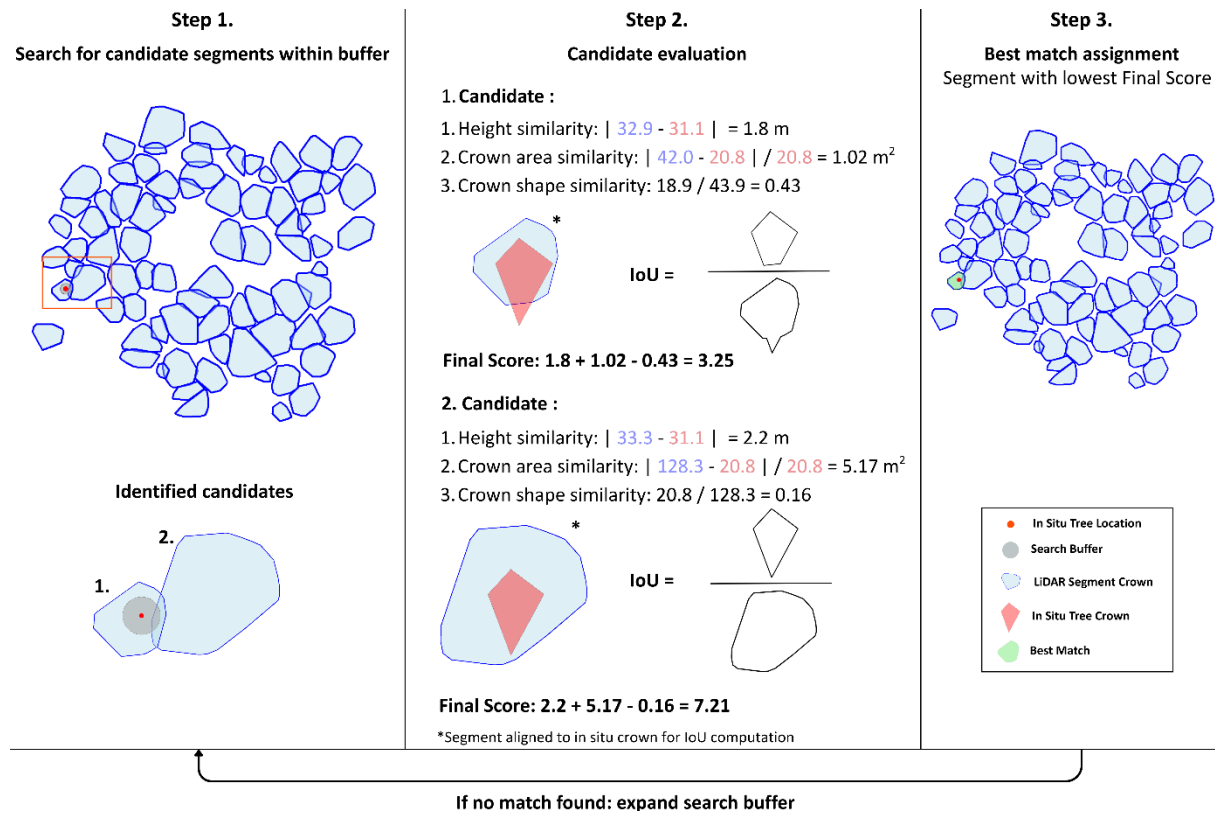 Step 1.
Search for candidate segments within buffer
Identified candidates
1.
2.
Step 2.
Candidate evaluation
1. Candidate :
1. Height similarity: | 32.9 - 31.1 | = 1.8 m
2. Crown area similarity: | 42.0 - 20.8 | / 20.8 = 1.02 m²
3. Crown shape similarity: 18.9 / 43.9 = 0.43
*
IoU =
Final Score: 1.8 + 1.02 - 0.43 = 3.25
2. Candidate :
1. Height similarity: | 33.3 - 31.1 | = 2.2 m
2. Crown area similarity: | 128.3 - 20.8 | / 20.8 = 5.17 m²
3. Crown shape similarity: 20.8 / 128.3 = 0.16
*
IoU =
Final Score: 2.2 + 5.17 - 0.16 = 7.21
*Segment aligned to in situ crown for IoU computation
Step 3.
Best match assignment
Segment with lowest Final Score
In Situ Tree Location
Search Buffer
LiDAR Segment Crown
In Situ Tree Crown
Best Match
If no match found: expand search buffer